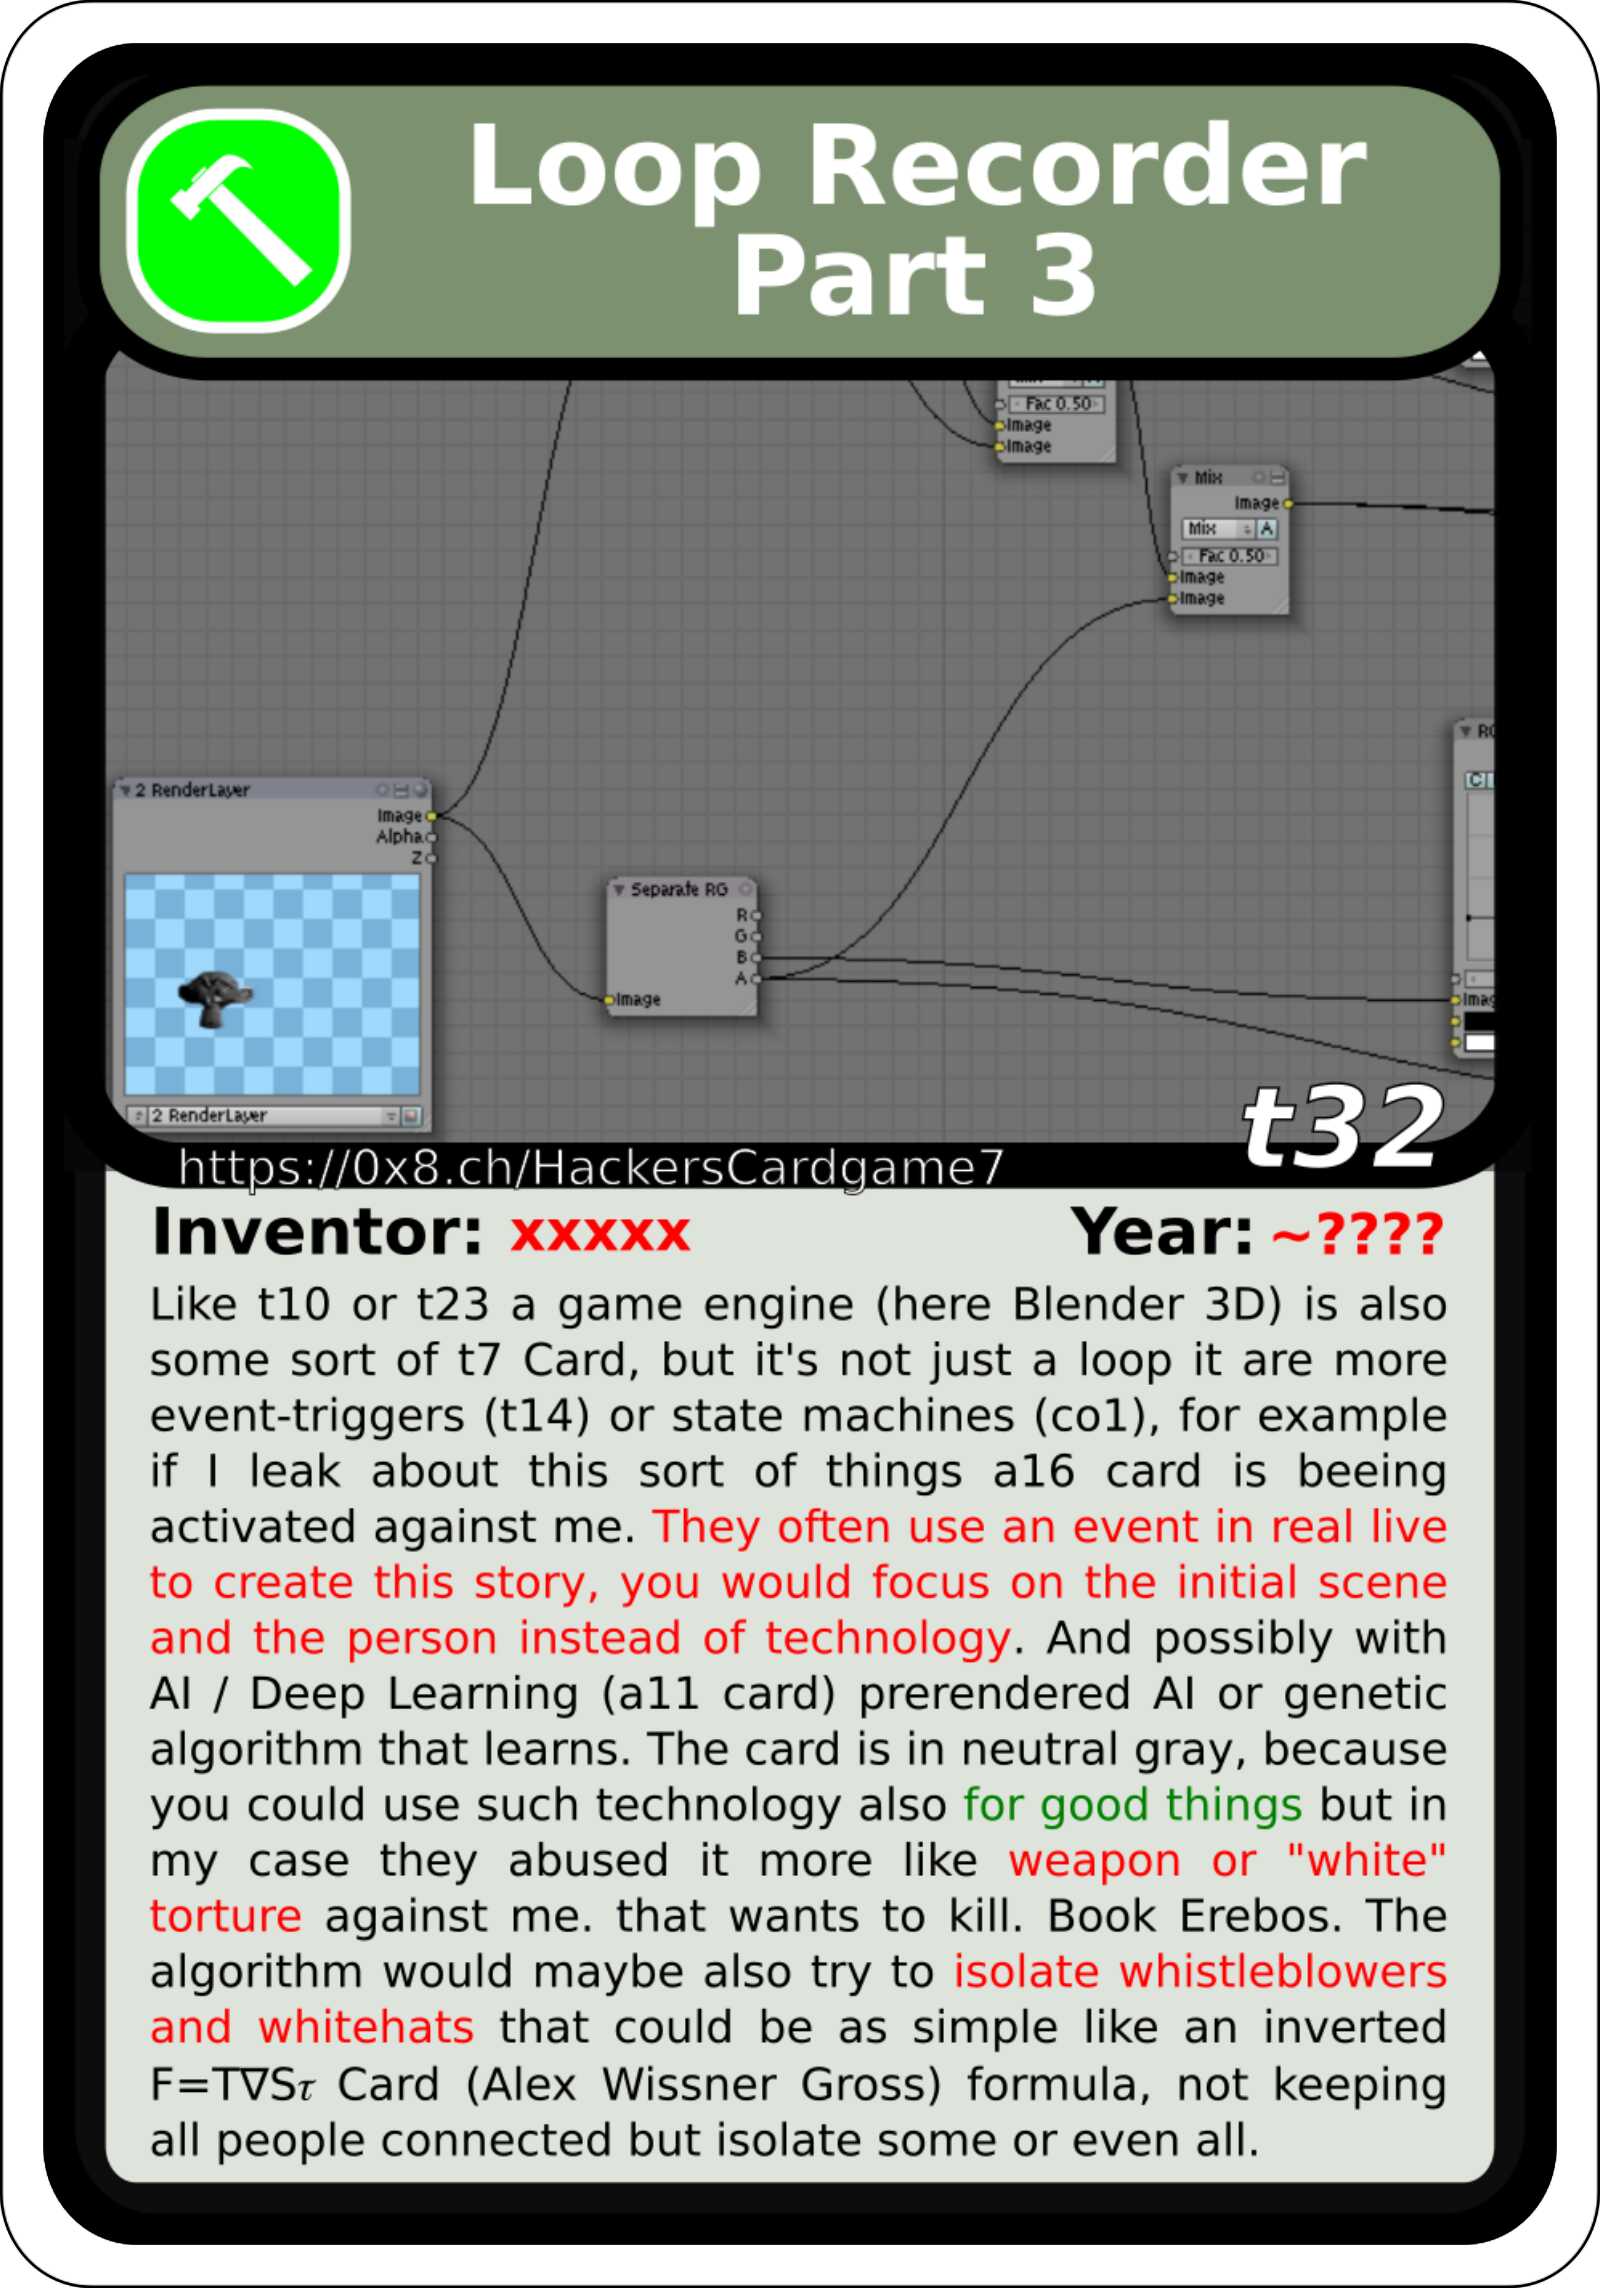 Loop Recorder
Part 3
Fac 0.50
Image
Image
Mix
Image
Mix
A
Fac 0.50
Image
Image
2 RenderLayer
Image
Alpha
Z
2 RenderLayer
Separate RG
R
G
B
A
Image
RG
C
Imag
t32
https://0x8.ch/HackersCardgame7
Inventor: xxxxx Year: ~????
Like t10 or t23 a game engine (here Blender 3D) is also
some sort of t7 Card, but it's not just a loop it are more
event-triggers (t14) or state machines (co1), for example
if I leak about this sort of things a16 card is beeing
activated against me. They often use an event in real live
to create this story, you would focus on the initial scene
and the person instead of technology. And possibly with
AI / Deep Learning (a11 card) prerendered AI or genetic
algorithm that learns. The card is in neutral gray, because
you could use such technology also for good things but in
my case they abused it more like weapon or "white"
torture against me. that wants to kill. Book Erebos. The
algorithm would maybe also try to isolate whistleblowers
and whitehats that could be as simple like an inverted
F=T∇Sτ Card (Alex Wissner Gross) formula, not keeping
all people connected but isolate some or even all.